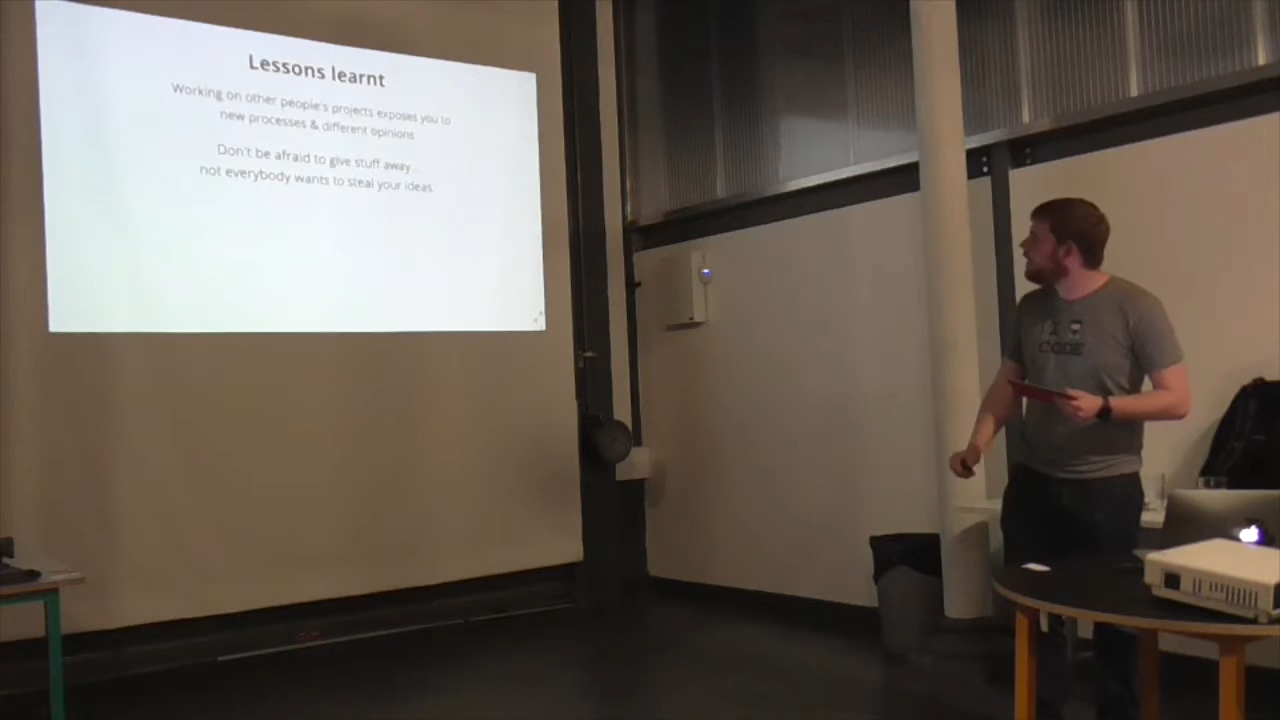 Lessons learnt
Working on other people's projects exposes you to
new processes & different opinions
Don't be afraid to give stuff away...
not everybody wants to steal your ideas.
I
CODE